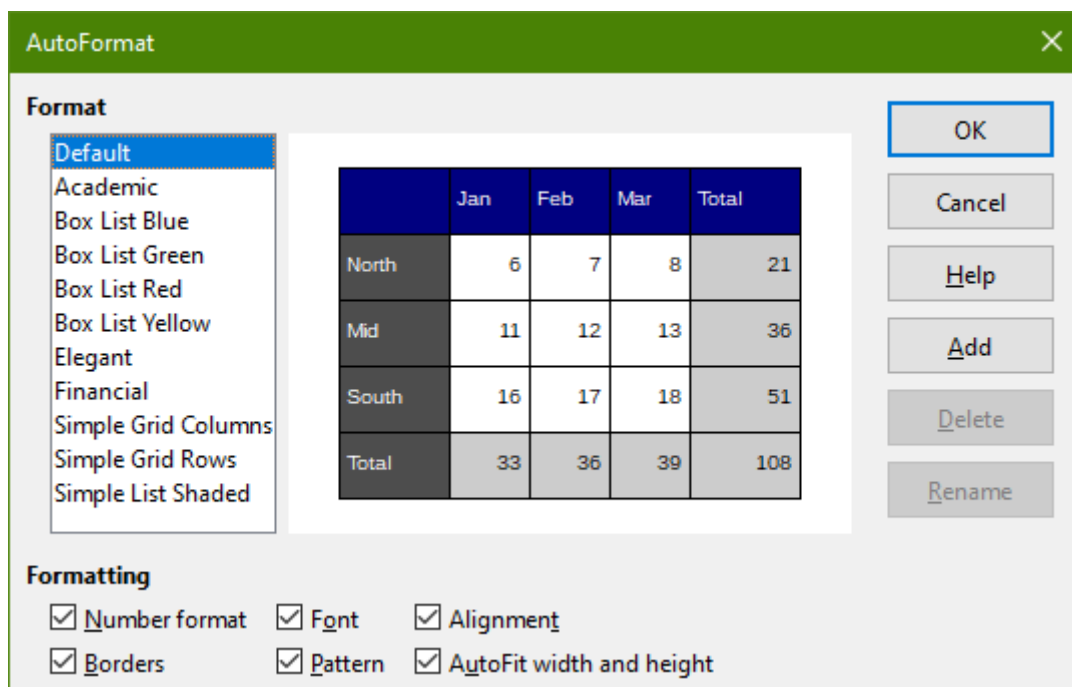 AutoFormat
Format
Default
Academic
Box List Blue
Box List Green
Box List Red
Box List Yellow
Elegant
Financial
Simple Grid Columns
Simple Grid Rows
Simple List Shaded
Jan Feb Mar Total
North 6 7 8 21
Mid 11 12 13 36
South 16 17 18 51
Total 33 36 39 108
OK
Cancel
Help
Add
Delete
Rename
Formatting
Number format Font Alignment
Borders Pattern AutoFit width and height